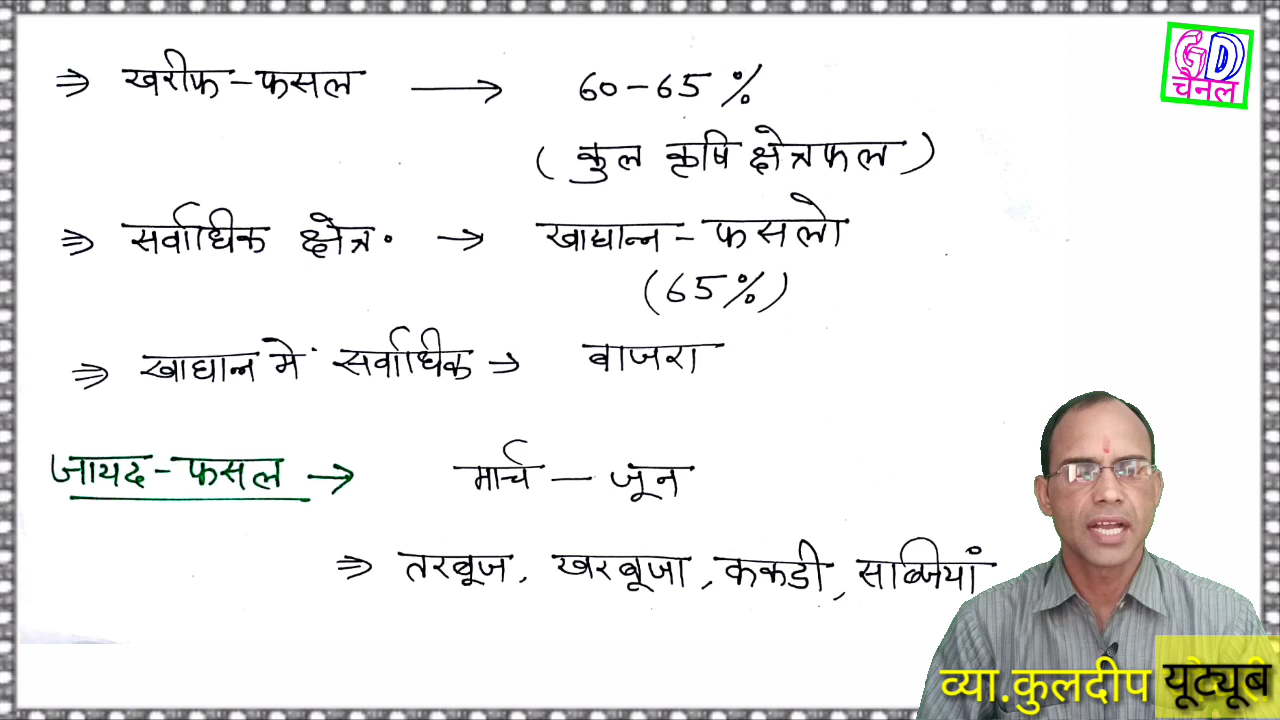 GD
चैनल
⇒ खरीफ-फसल ⟶ 60-65%
(कुल कृषि क्षेत्रफल)
⇒ सर्वाधिक क्षेत्र. → खाद्यान्न - फसलो
(65%)
⇒ खाद्यान्न में सर्वाधिक → बाजरा
जायद-फसल → मार्च — जून
⇒ तरबूज, खरबूजा, ककडी, सब्जियां
व्या.कुलदीप यूट्यूबे